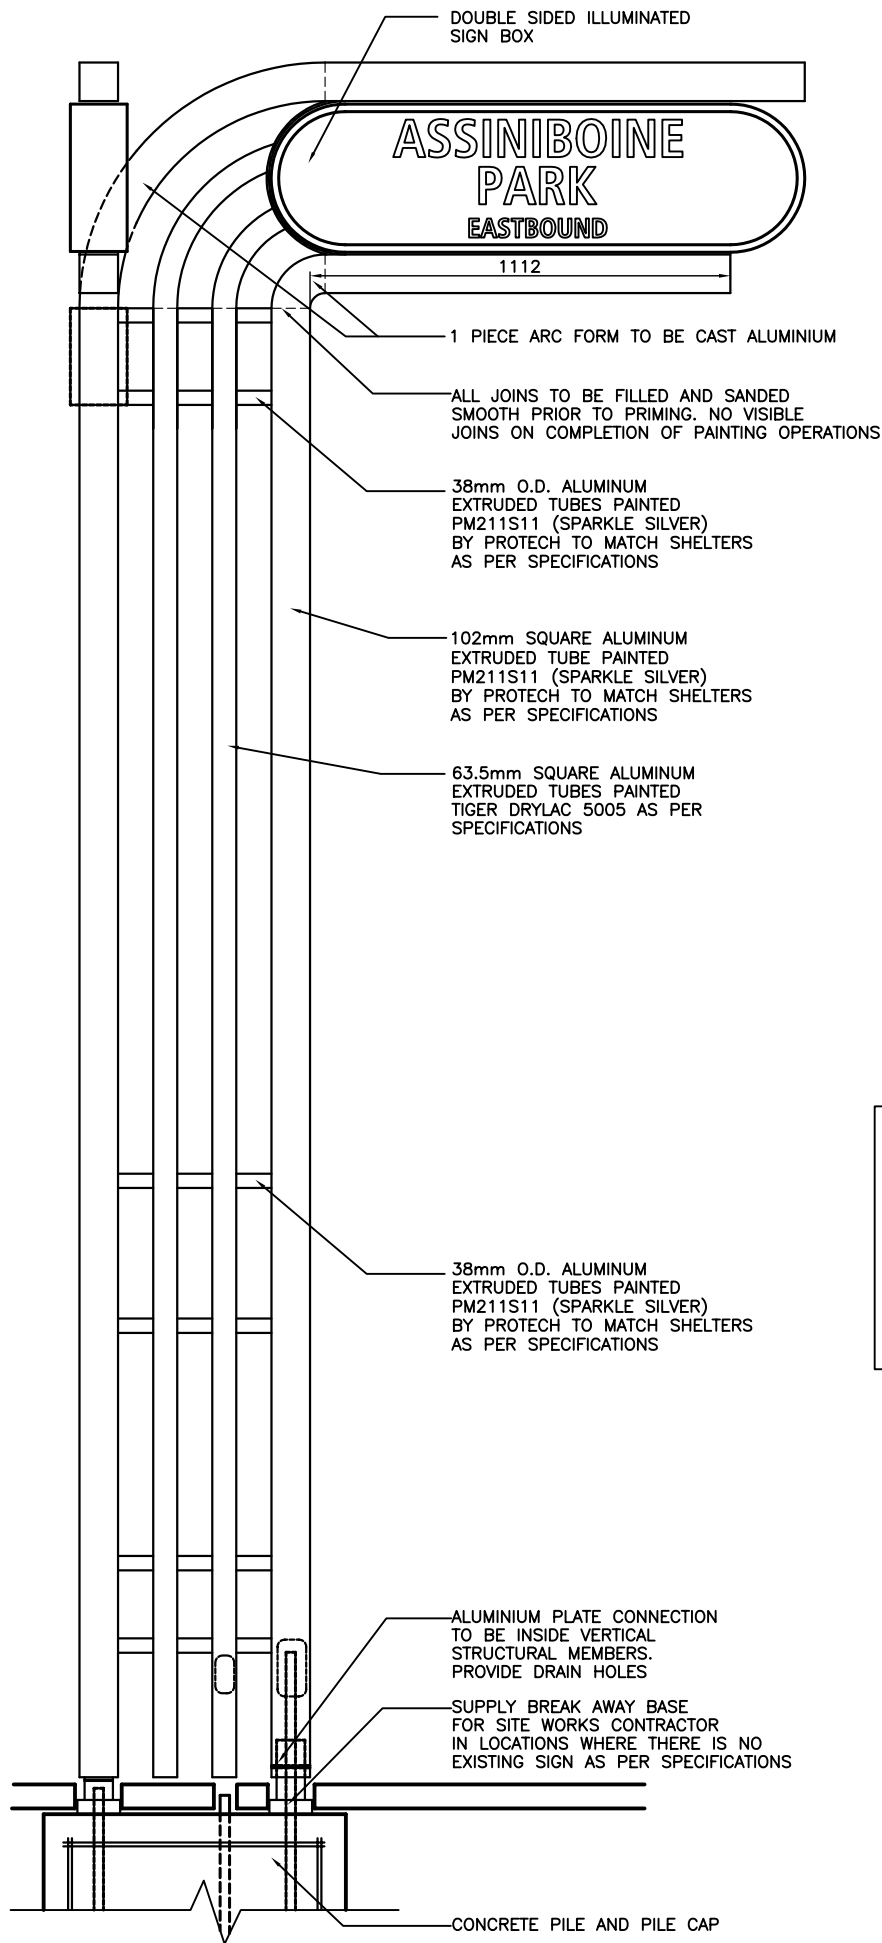 DOUBLE SIDED ILLUMINATED
SIGN BOX
ASSINIBOINE
PARK
EASTBOUND
1112
1 PIECE ARC FORM TO BE CAST ALUMINIUM
ALL JOINS TO BE FILLED AND SANDED
SMOOTH PRIOR TO PRIMING. NO VISIBLE
JOINS ON COMPLETION OF PAINTING OPERATIONS
38mm O.D. ALUMINUM
EXTRUDED TUBES PAINTED
PM211S11 (SPARKLE SILVER)
BY PROTECH TO MATCH SHELTERS
AS PER SPECIFICATIONS
102mm SQUARE ALUMINUM
EXTRUDED TUBE PAINTED
PM211S11 (SPARKLE SILVER)
BY PROTECH TO MATCH SHELTERS
AS PER SPECIFICATIONS
63.5mm SQUARE ALUMINUM
EXTRUDED TUBES PAINTED
TIGER DRYLAC 5005 AS PER
SPECIFICATIONS
38mm O.D. ALUMINUM
EXTRUDED TUBES PAINTED
PM211S11 (SPARKLE SILVER)
BY PROTECH TO MATCH SHELTERS
AS PER SPECIFICATIONS
ALUMINIUM PLATE CONNECTION
TO BE INSIDE VERTICAL
STRUCTURAL MEMBERS.
PROVIDE DRAIN HOLES
SUPPLY BREAK AWAY BASE
FOR SITE WORKS CONTRACTOR
IN LOCATIONS WHERE THERE IS NO
EXISTING SIGN AS PER SPECIFICATIONS
CONCRETE PILE AND PILE CAP